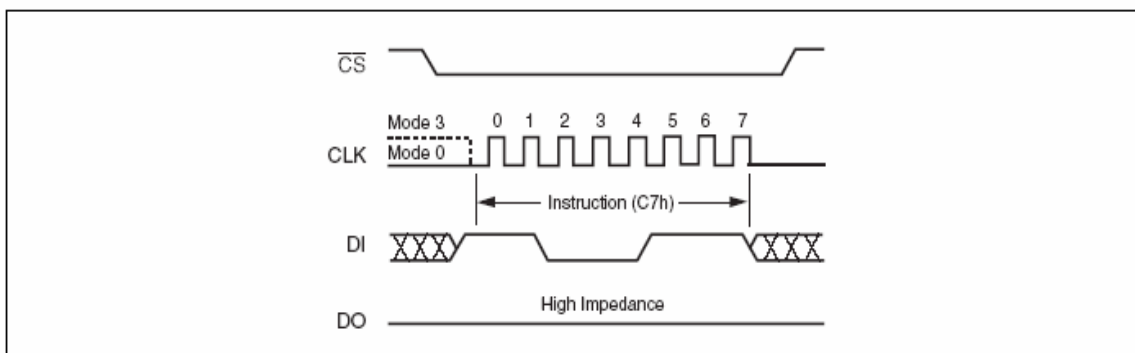 C̅S̅
Mode 3
0 1 2 3 4 5 6 7
CLK
Mode 0
Instruction (C7h)
DI
High Impedance
DO